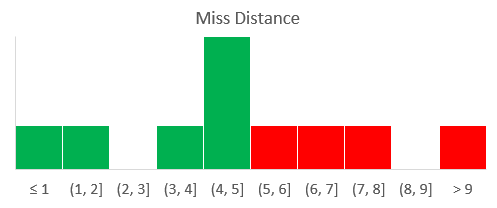 Miss Distance
≤ 1 (1, 2] (2, 3] (3, 4] (4, 5] (5, 6] (6, 7] (7, 8] (8, 9] > 9